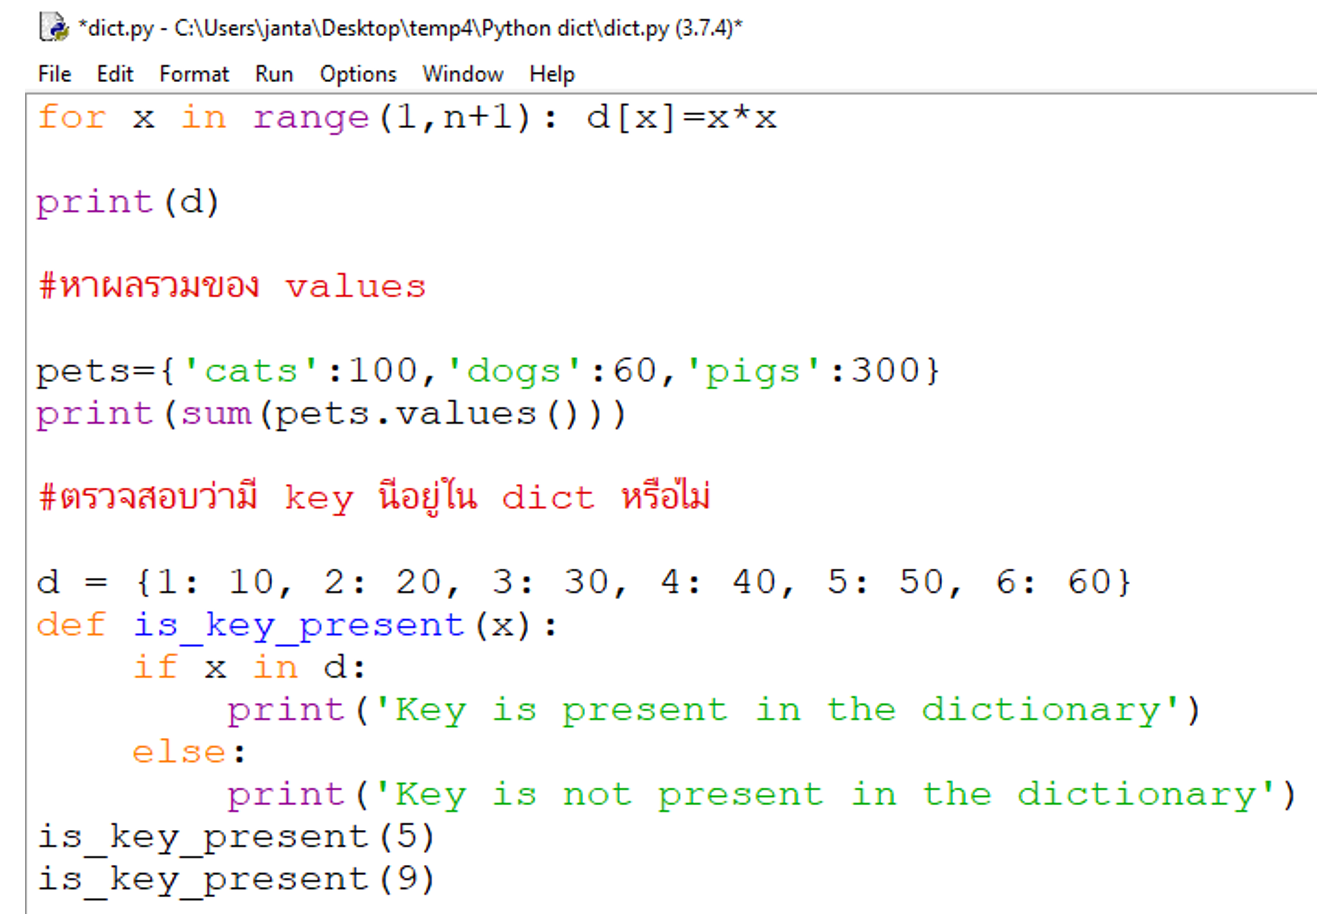 *dict.py - C:\Users\janta\Desktop\temp4\Python dict\dict.py (3.7.4)*
File Edit Format Run Options Window Help
for x in range(1,n+1): d[x]=x*x
print(d)
#หาผลรวมของ values
pets={'cats':100,'dogs':60,'pigs':300}
print(sum(pets.values()))
#ตรวจสอบว่ามี key นีอยู่ใน dict หรือไม่
d = {1: 10, 2: 20, 3: 30, 4: 40, 5: 50, 6: 60}
def is_key_present(x):
    if x in d:
        print('Key is present in the dictionary')
    else:
        print('Key is not present in the dictionary')
is_key_present(5)
is_key_present(9)